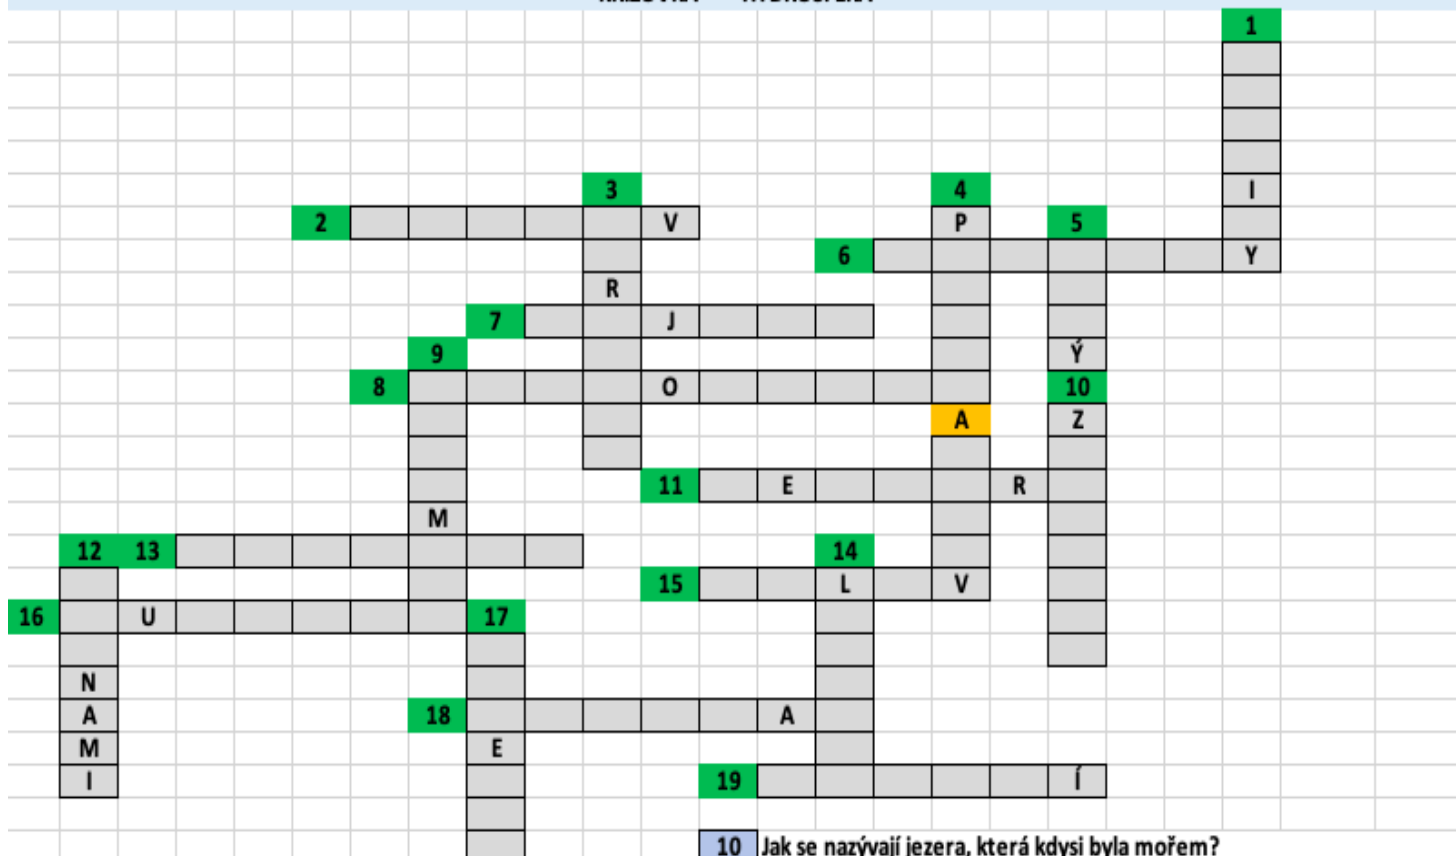 1
3 4 I
2 V P 5
6 Y
R
7 J
9 Ý
8 O 10
A Z
11 E R
M
12 13 14
15 L V
16 U 17
N
A 18 A
M E
I 19 Í
10 Jak se nazývají jezera, která kdysi byla mořem?